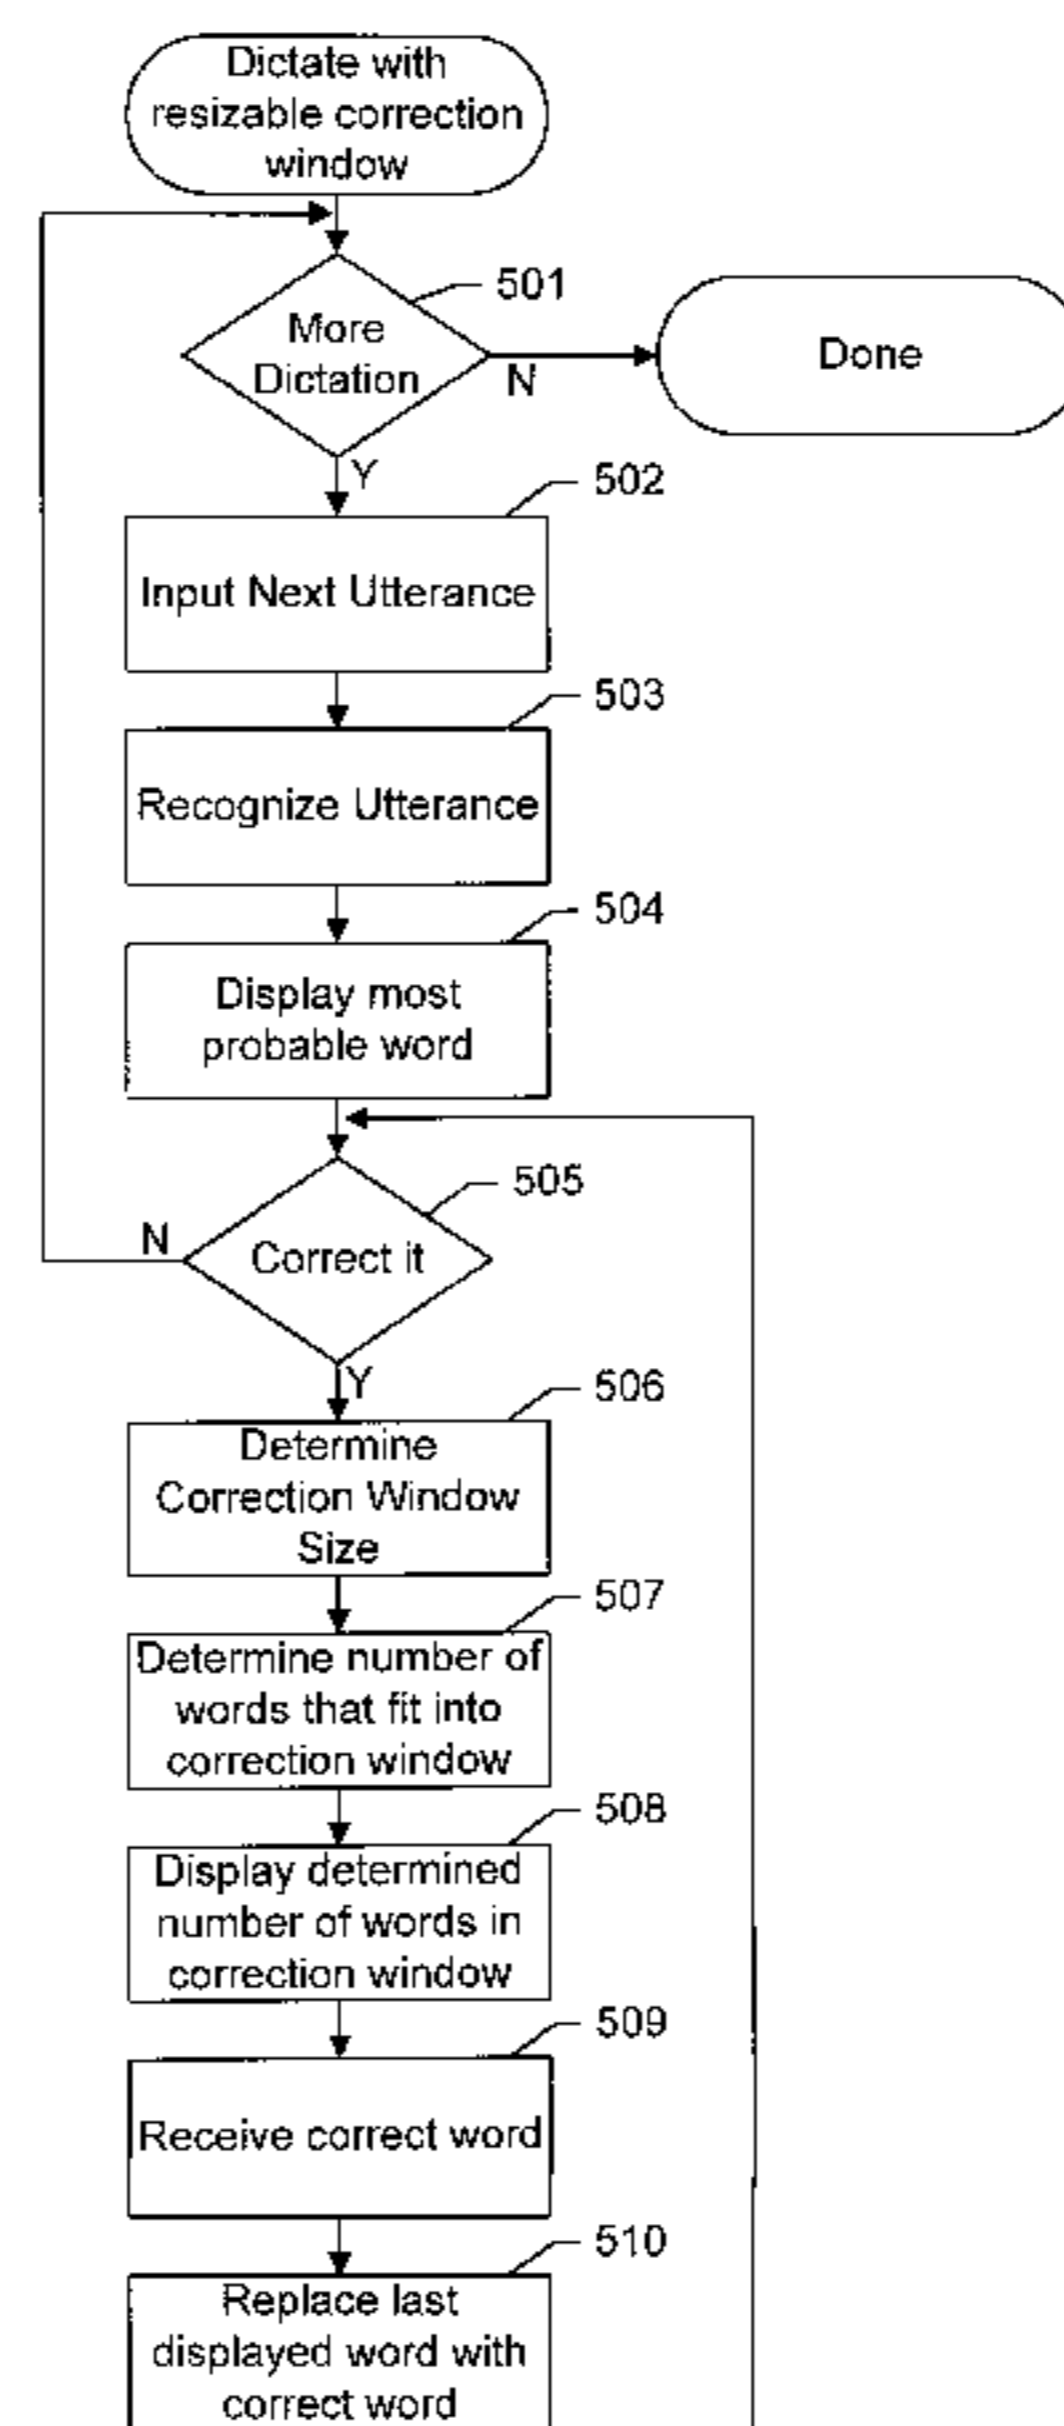 Dictate with
resizable correction
window
501
More
Dictation
N
Done
Y
502
Input Next Utterance
503
Recognize Utterance
504
Display most
probable word
505
N
Correct it
Y
506
Determine
Correction Window
Size
507
Determine number of
words that fit into
correction window
508
Display determined
number of words in
correction window
509
Receive correct word
510
Replace last
displayed word with
correct word